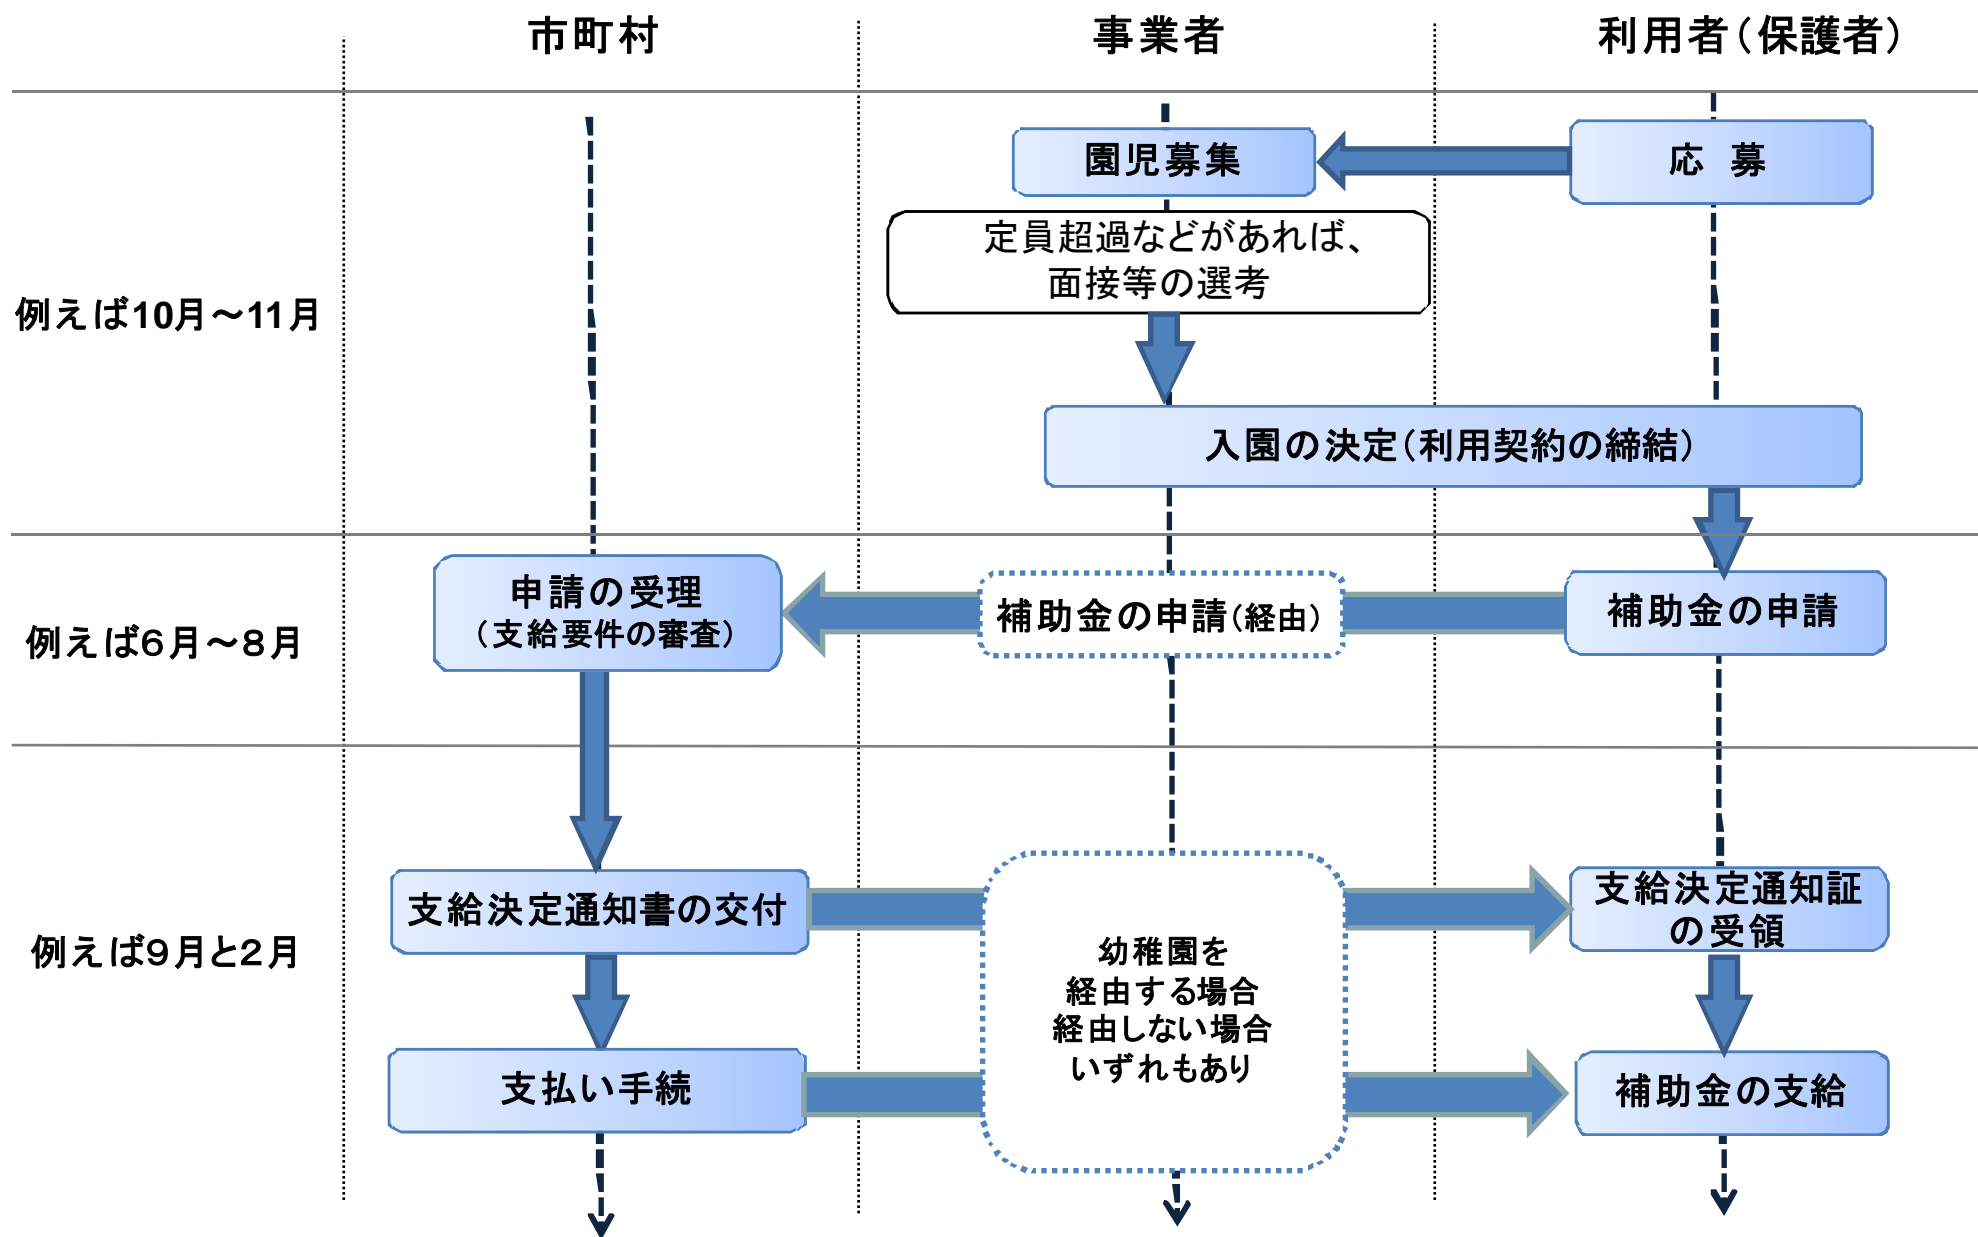 市町村
事業者
利用者（保護者）
例えば10月～11月
園児募集
応　募
定員超過などがあれば、
面接等の選考
入園の決定（利用契約の締結）
例えば６月～８月
申請の受理
（支給要件の審査）
補助金の申請（経由）
補助金の申請
例えば９月と２月
支給決定通知書の交付
幼稚園を
経由する場合
経由しない場合
いずれもあり
支給決定通知証
の受領
支払い手続
補助金の支給